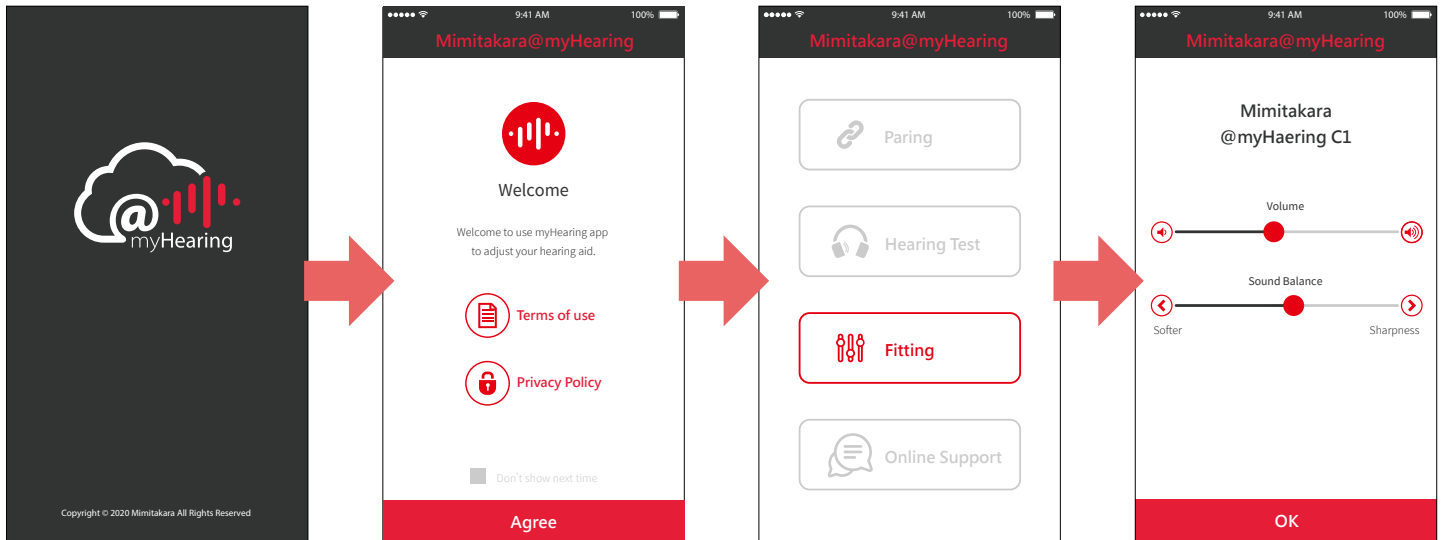 @
myHearing
Copyright © 2020 Mimitakara All Rights Reserved
9:41 AM
100%
Mimitakara@myHearing
Welcome
Welcome to use myHearing app
to adjust your hearing aid.
Terms of use
Privacy Policy
Don't show next time
Agree
9:41 AM
100%
Mimitakara@myHearing
Paring
Hearing Test
Fitting
Online Support
9:41 AM
100%
Mimitakara@myHearing
Mimitakara
@myHaering C1
Volume
Sound Balance
Softer
Sharpness
OK